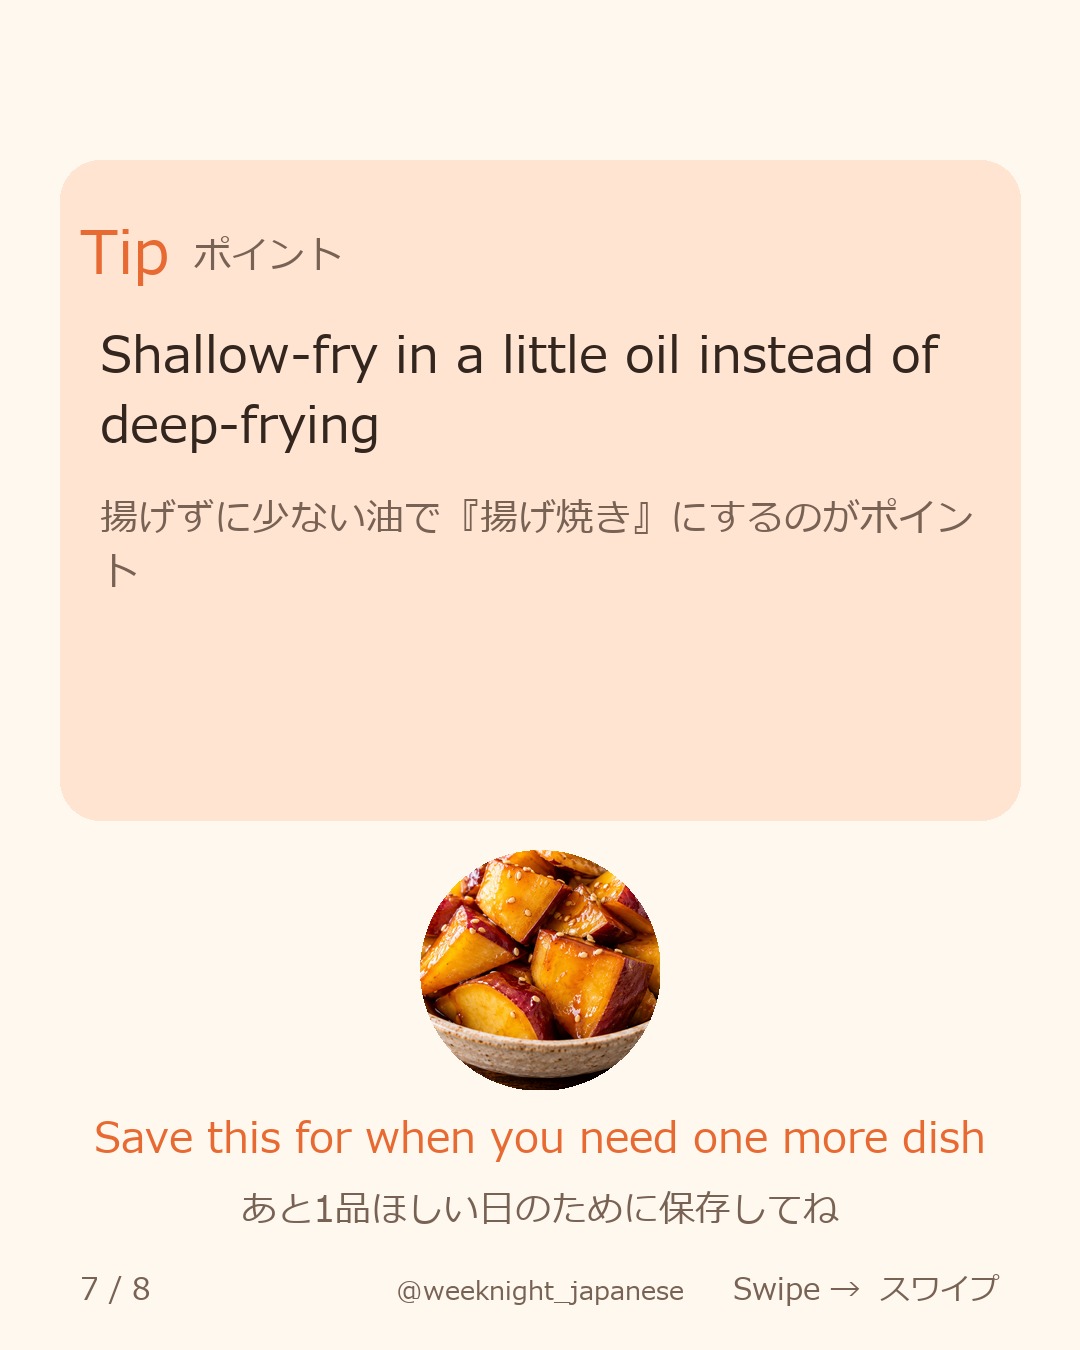 Tip ポイント
Shallow-fry in a little oil instead of
deep-frying
揚げずに少ない油で『揚げ焼き』にするのがポイン
ト
Save this for when you need one more dish
あと1品ほしい日のために保存してね
7 / 8 @weeknight_japanese Swipe → スワイプ